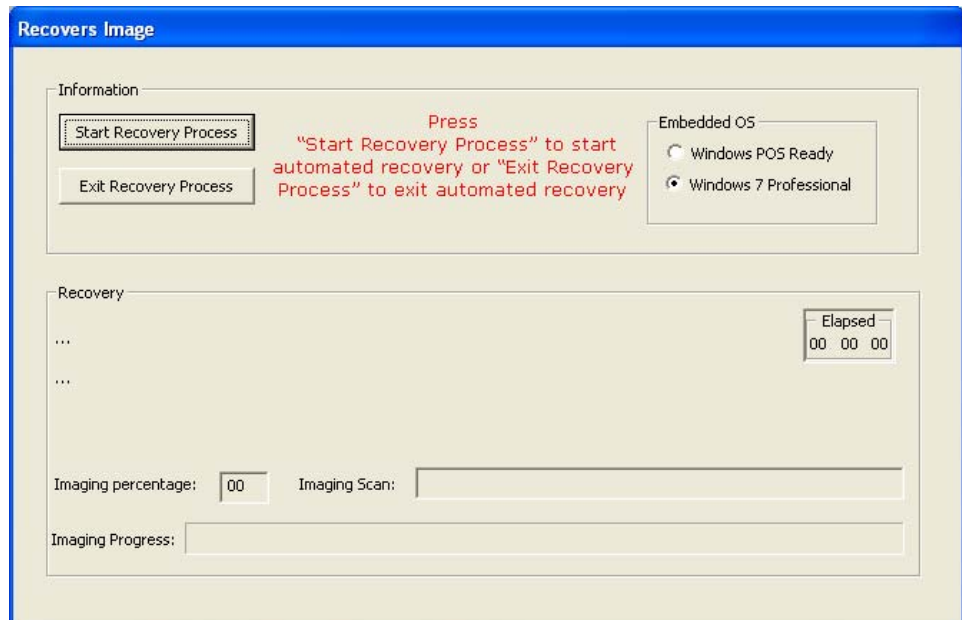 Recovers Image
Information
Start Recovery Process
Exit Recovery Process
Press
“Start Recovery Process” to start
automated recovery or “Exit Recovery
Process” to exit automated recovery
Embedded OS
Windows POS Ready
Windows 7 Professional
Recovery
...
...
Elapsed
00 00 00
Imaging percentage: 00 Imaging Scan:
Imaging Progress: